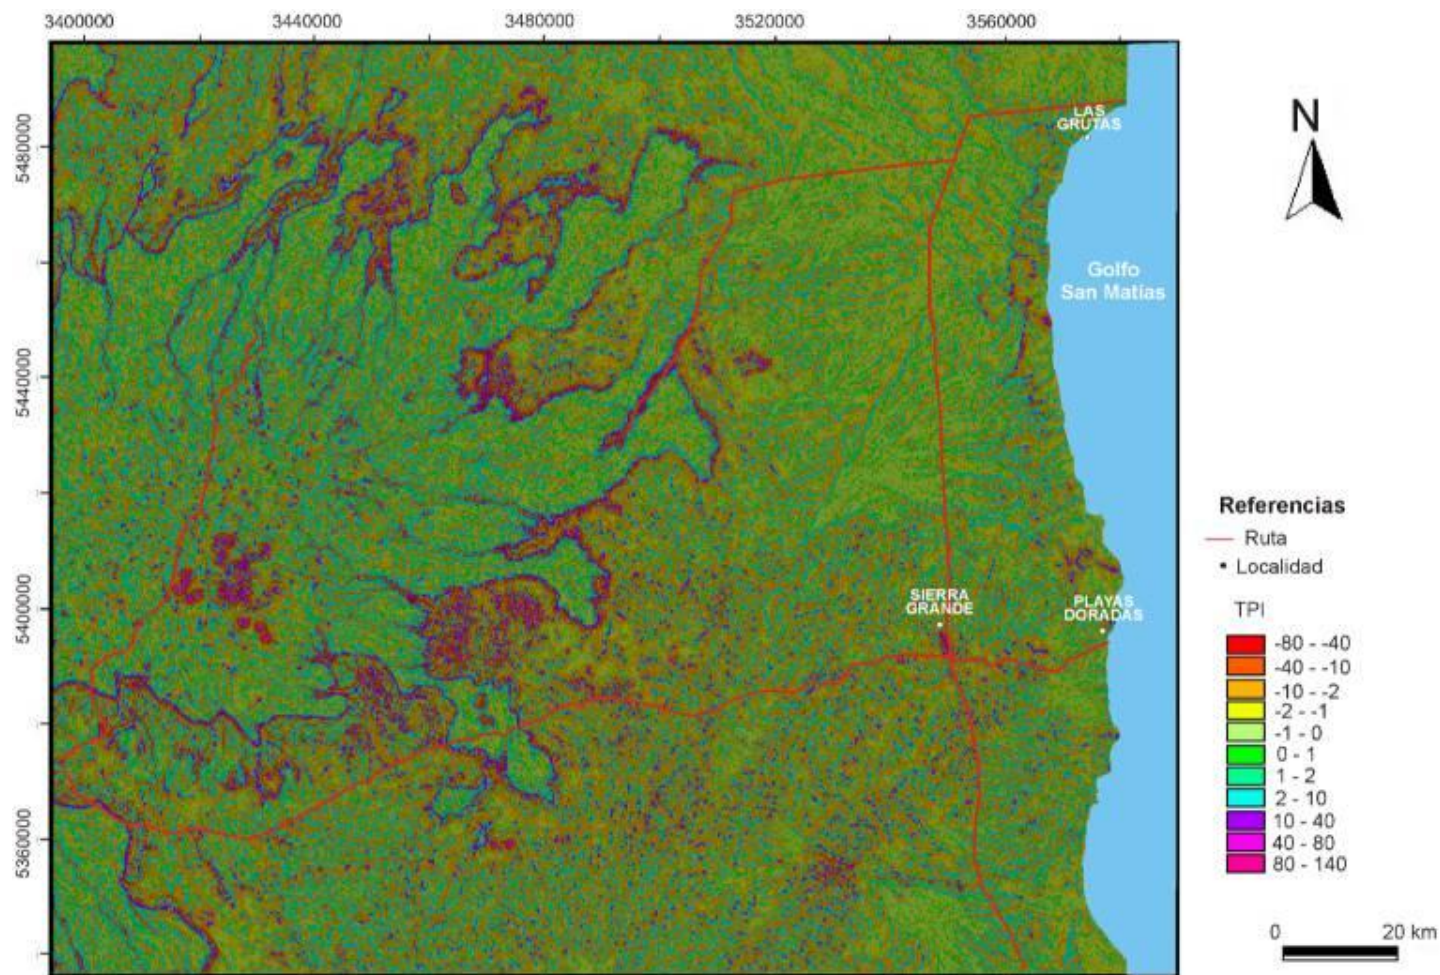 3400000 3440000 3480000 3520000 3560000
5480000
5440000
5400000
5360000
LAS
GRUTAS
Golfo
San Matías
SIERRA
GRANDE
PLAYAS
DORADAS
N
Referencias
Ruta
Localidad
TPI
-80 - -40
-40 - -10
-10 - -2
-2 - -1
-1 - 0
0 - 1
1 - 2
2 - 10
10 - 40
40 - 80
80 - 140
0 20 km